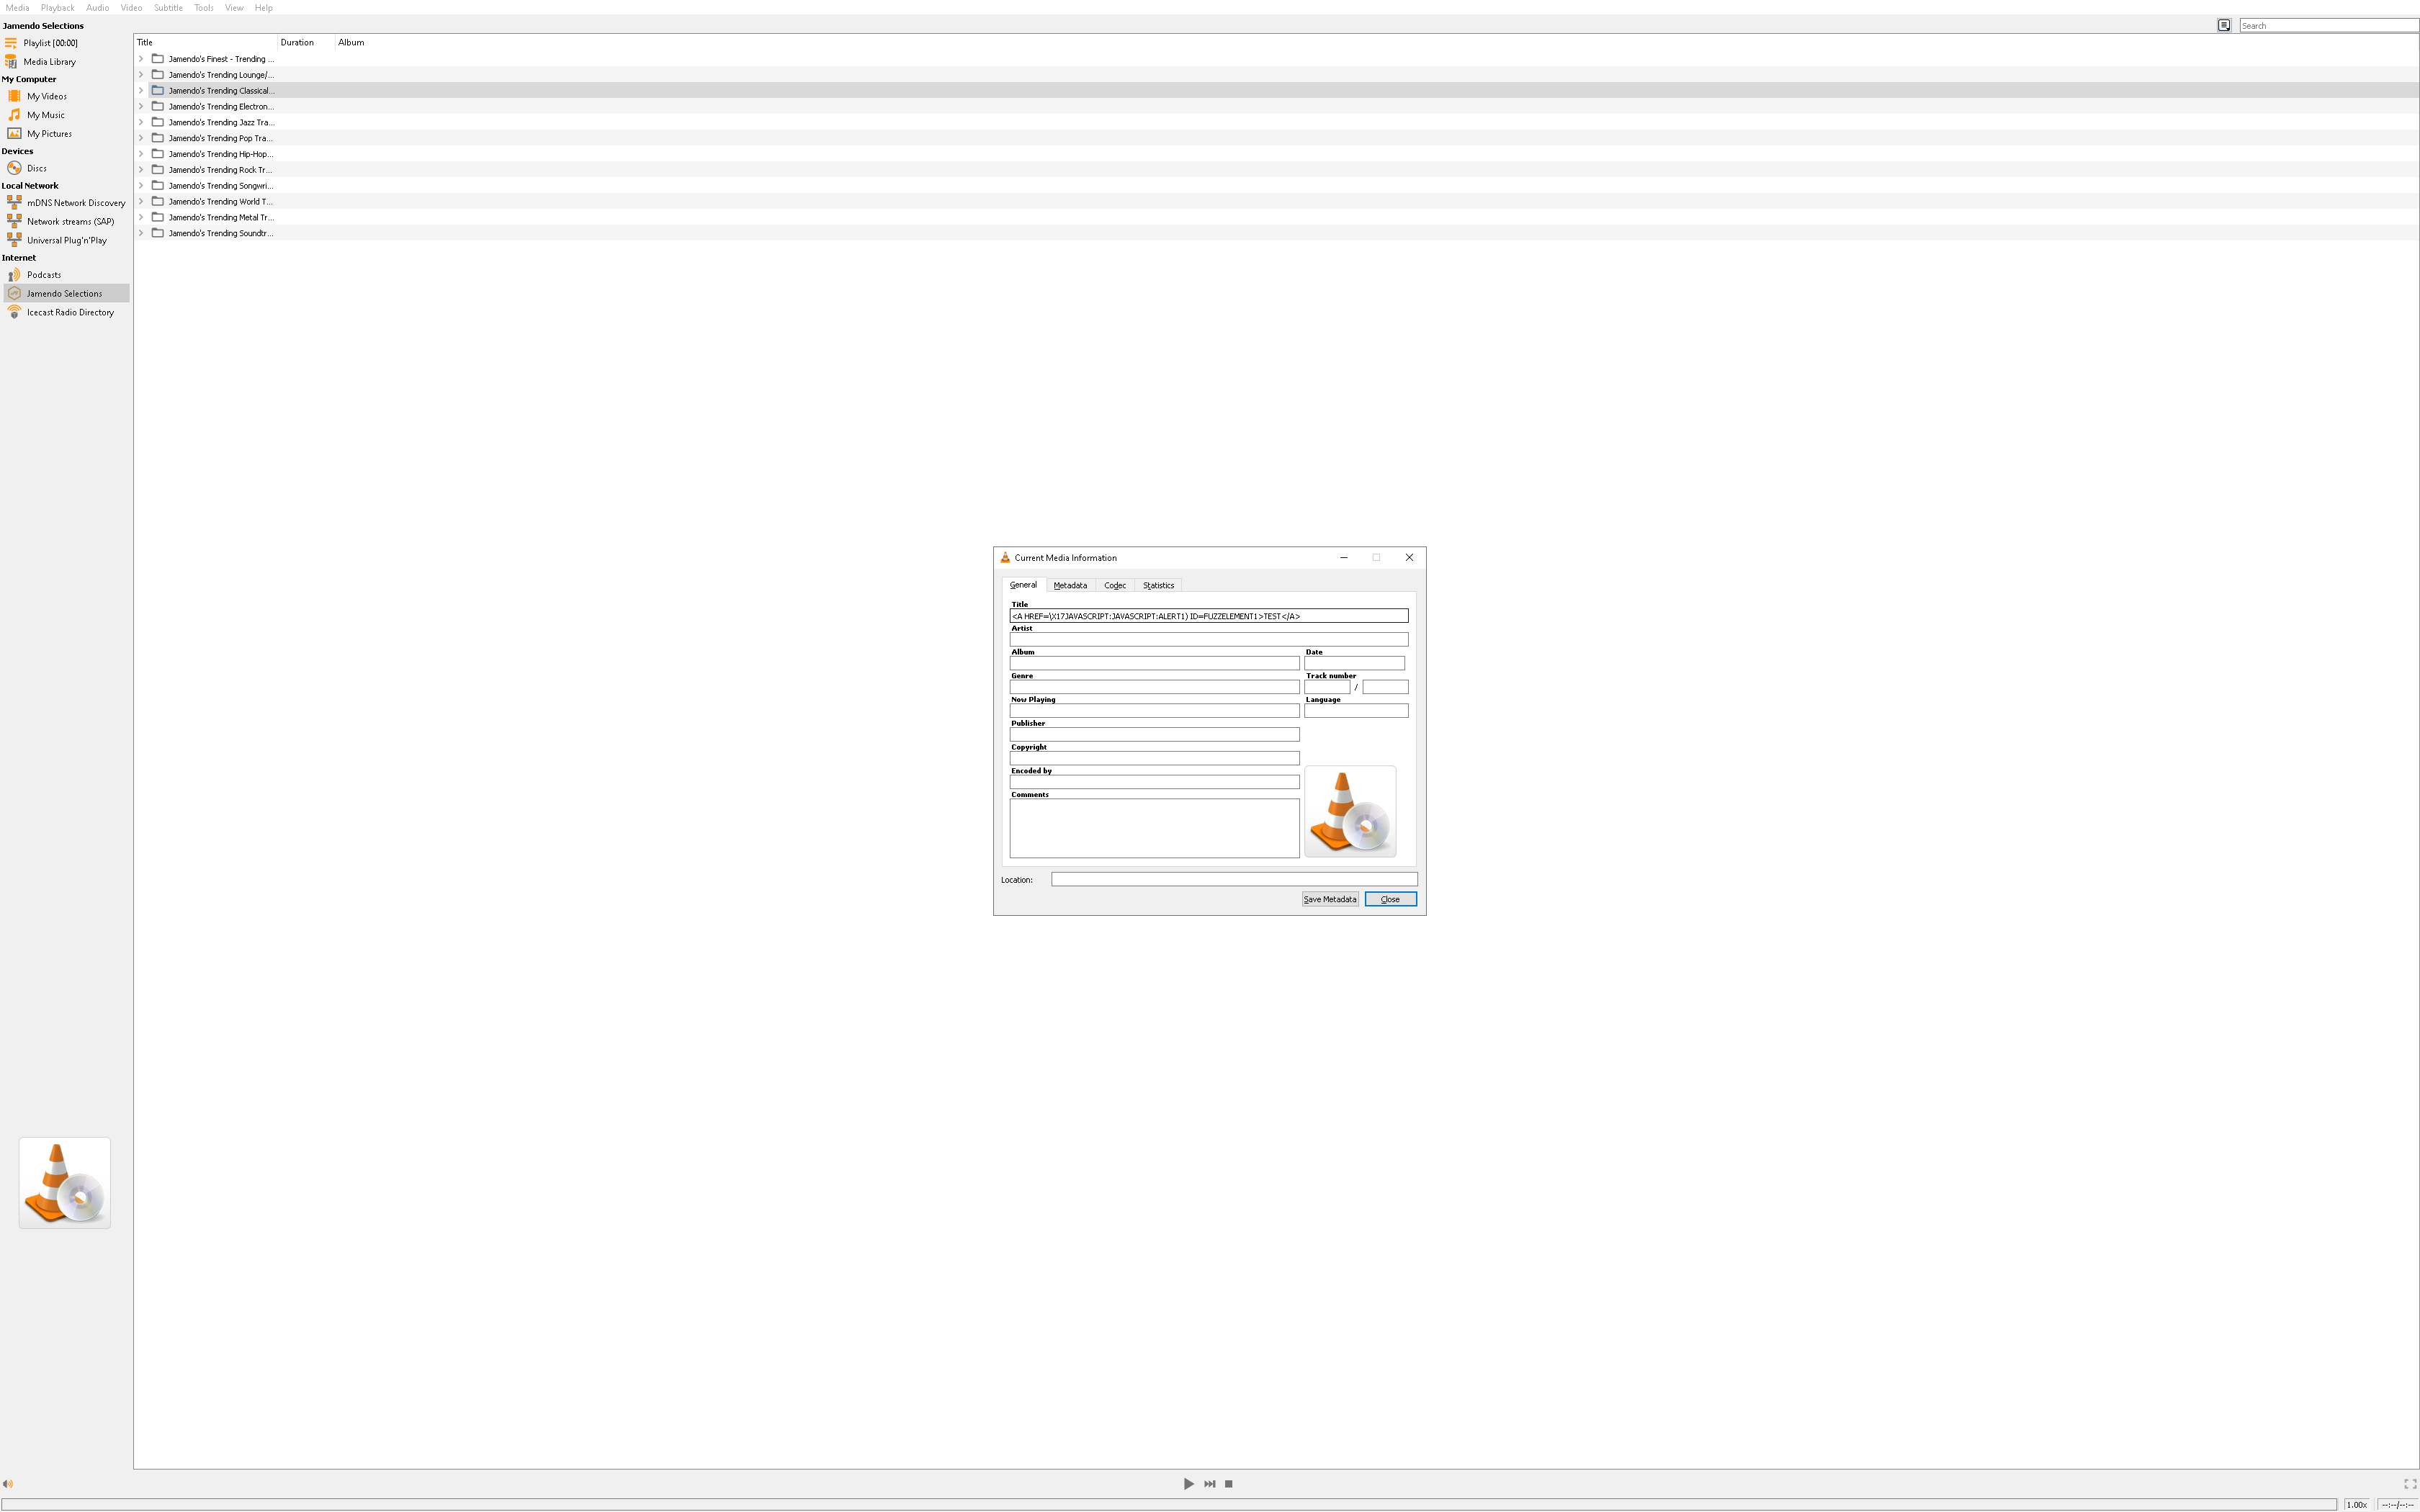 Media Playback Audio Video Subtitle Tools View Help
Jamendo Selections
Search
Playlist [00:00]
Media Library
My Computer
My Videos
My Music
My Pictures
Devices
Discs
Local Network
mDNS Network Discovery
Network streams (SAP)
Universal Plug'n'Play
Internet
Podcasts
Jamendo Selections
Icecast Radio Directory
Title Duration Album
Jamendo's Finest - Trending ...
Jamendo's Trending Lounge/...
Jamendo's Trending Classical...
Jamendo's Trending Electron...
Jamendo's Trending Jazz Tra...
Jamendo's Trending Pop Tra...
Jamendo's Trending Hip-Hop...
Jamendo's Trending Rock Tr...
Jamendo's Trending Songwri...
Jamendo's Trending World T...
Jamendo's Trending Metal Tr...
Jamendo's Trending Soundtr...
Current Media Information
General Metadata Codec Statistics
Title
<A HREF=\X17JAVASCRIPT:JAVASCRIPT:ALERT1) ID=FUZZELEMENT1>TEST</A>
Artist
Album Date
Genre Track number
/
Now Playing Language
Publisher
Copyright
Encoded by
Comments
Location:
Save Metadata Close
1.00x --:--/--:--